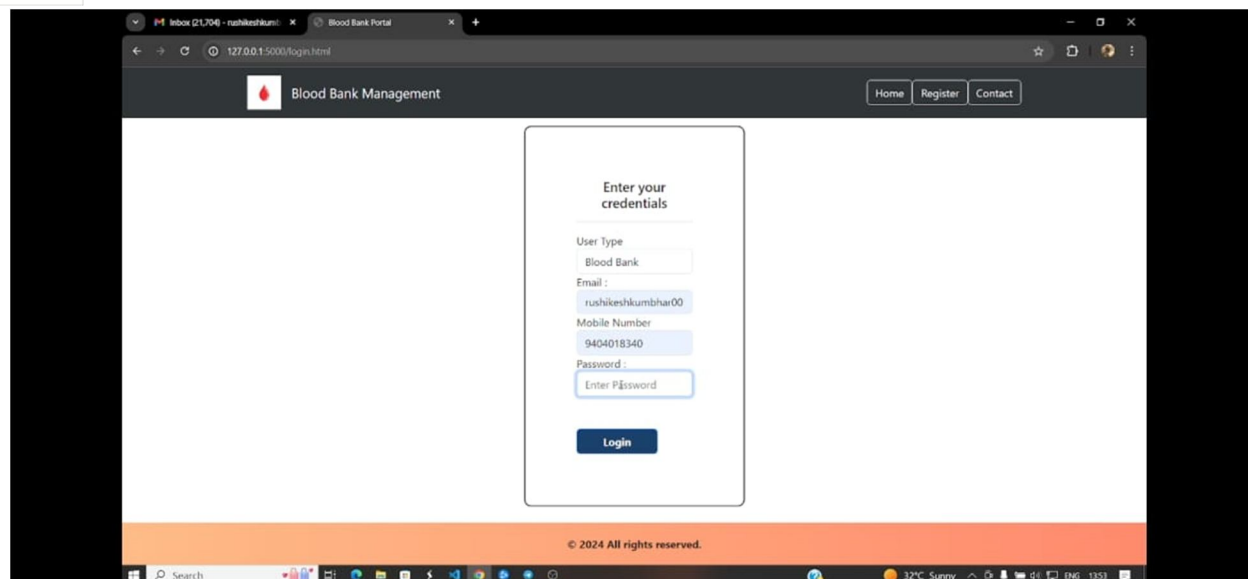 Inbox (21,704) - rushikeshkumb
Blood Bank Portal
127.0.0.1:5000/login.html
Blood Bank Management
Home Register Contact
Enter your
credentials
User Type
Blood Bank
Email :
rushikeshkumbhar00
Mobile Number
9404018340
Password :
Enter Password
Login
© 2024 All rights reserved.
Search
32°C Sunny
ENG
1353